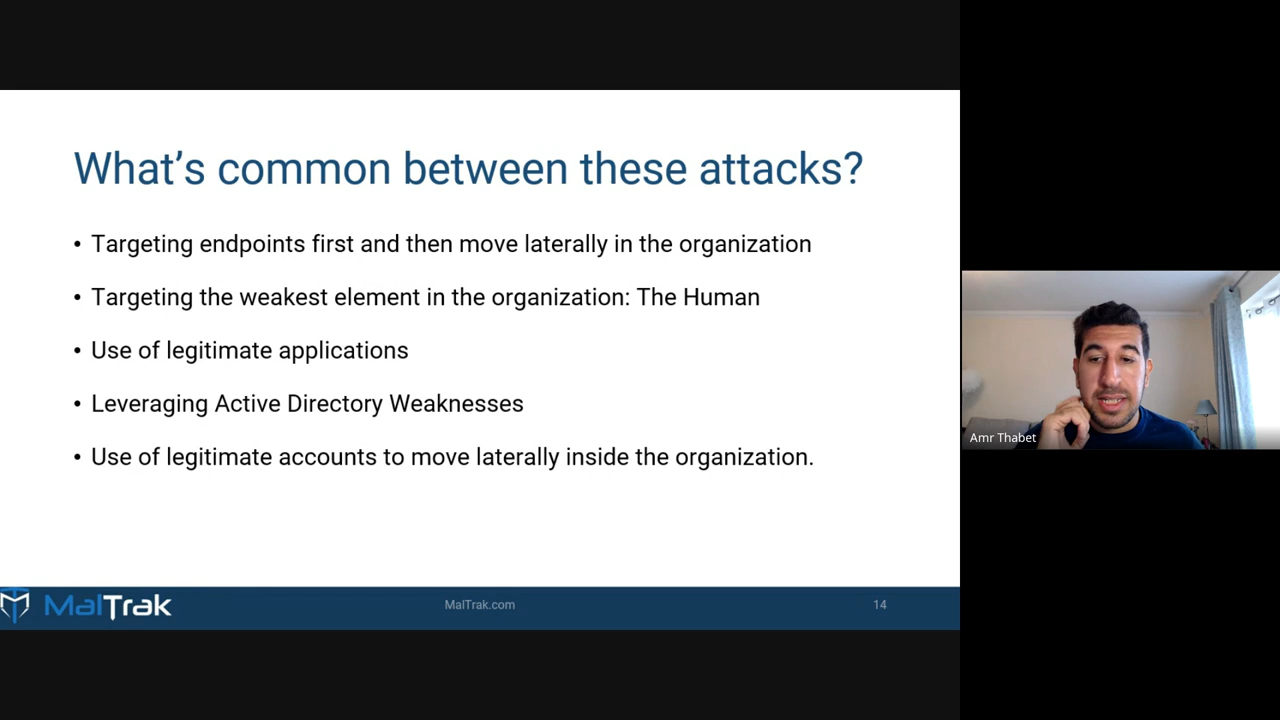 What's common between these attacks?
• Targeting endpoints first and then move laterally in the organization
• Targeting the weakest element in the organization: The Human
• Use of legitimate applications
• Leveraging Active Directory Weaknesses
• Use of legitimate accounts to move laterally inside the organization.
Amr Thabet
MalTrak
MalTrak.com
14